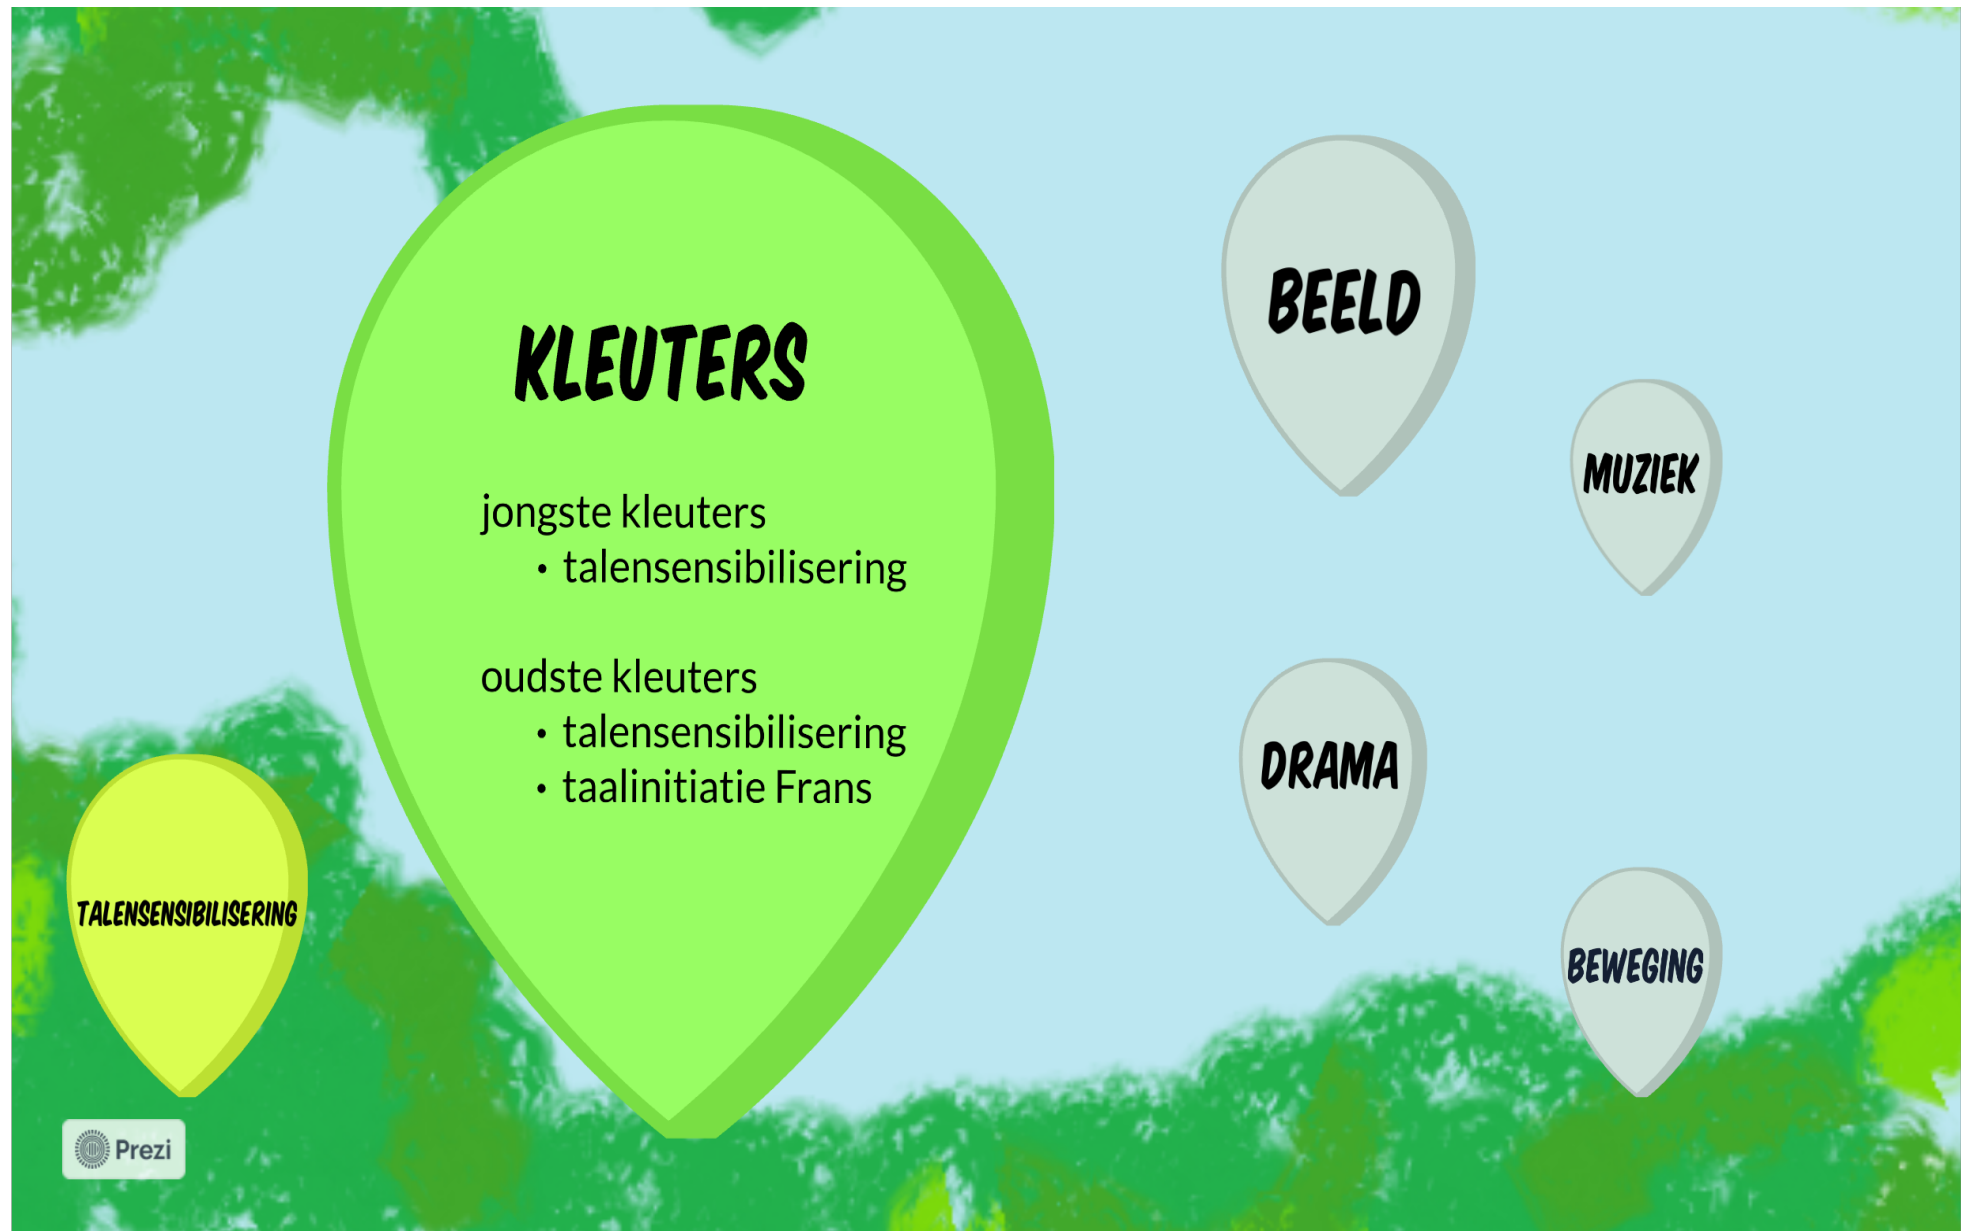 KLEUTERS
jongste kleuters
• talensensibilisering
oudste kleuters
• talensensibilisering
• taalinitiatie Frans
TALENSENSIBILISERING
BEELD
MUZIEK
DRAMA
BEWEGING
Prezi